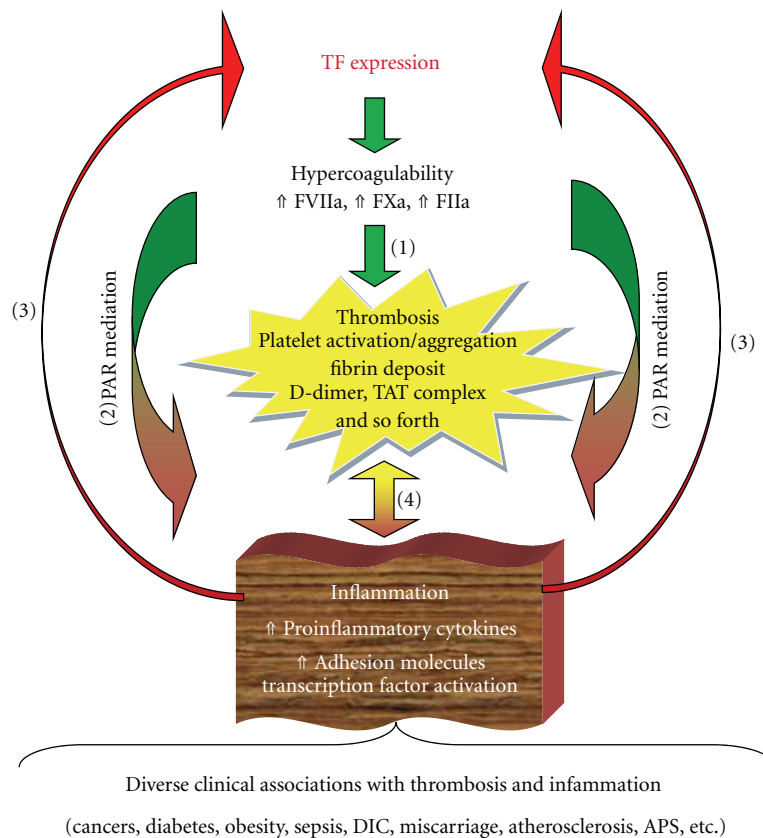 TF expression
Hypercoagulability
⇑ FVIIa, ⇑ FXa, ⇑ FIIa
(1)
(3)
(2) PAR mediation
Thrombosis
Platelet activation/aggregation
fibrin deposit
D-dimer, TAT complex
and so forth
(2) PAR mediation
(3)
(4)
Inflammation
⇑ Proinflammatory cytokines
⇑ Adhesion molecules
transcription factor activation
Diverse clinical associations with thrombosis and infammation
(cancers, diabetes, obesity, sepsis, DIC, miscarriage, atherosclerosis, APS, etc.)